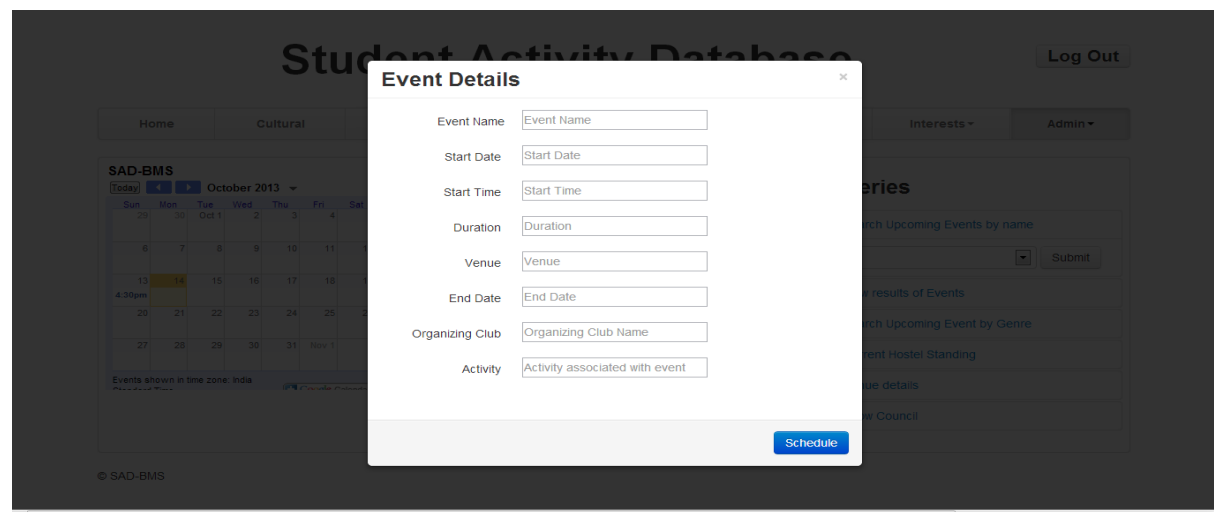 Student Activity Database
Log Out
Home Cultural Interests Admin
Event Details ×
Event Name Event Name
Start Date Start Date
Start Time Start Time
Duration Duration
Venue Venue
End Date End Date
Organizing Club Organizing Club Name
Activity Activity associated with event
Schedule
SAD-BMS
Today October 2013
Sun Mon Tue Wed Thu Fri Sat
29 30 Oct 1 2 3 4
6 7 8 9 10 11
13 14 15 16 17 18
4:30pm
20 21 22 23 24 25
27 28 29 30 31 Nov 1
Events shown in time zone: India
eries
rch Upcoming Events by name
Submit
results of Events
rch Upcoming Event by Genre
rent Hostel Standing
ue details
Council
© SAD-BMS